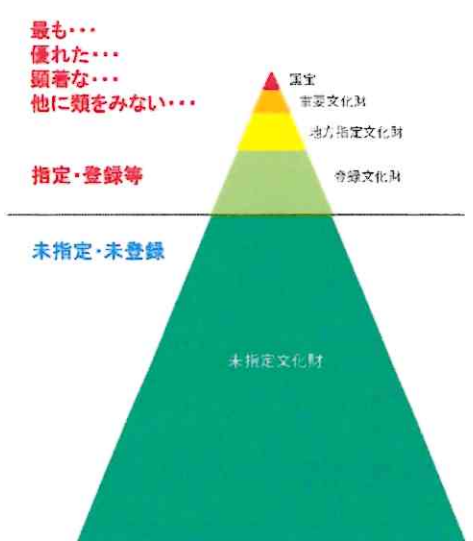 最も・・・
優れた・・・
顕著な・・・
他に類をみない・・・
国宝
重要文化財
地方指定文化財
登録文化財
指定・登録等
未指定・未登録
未指定文化財